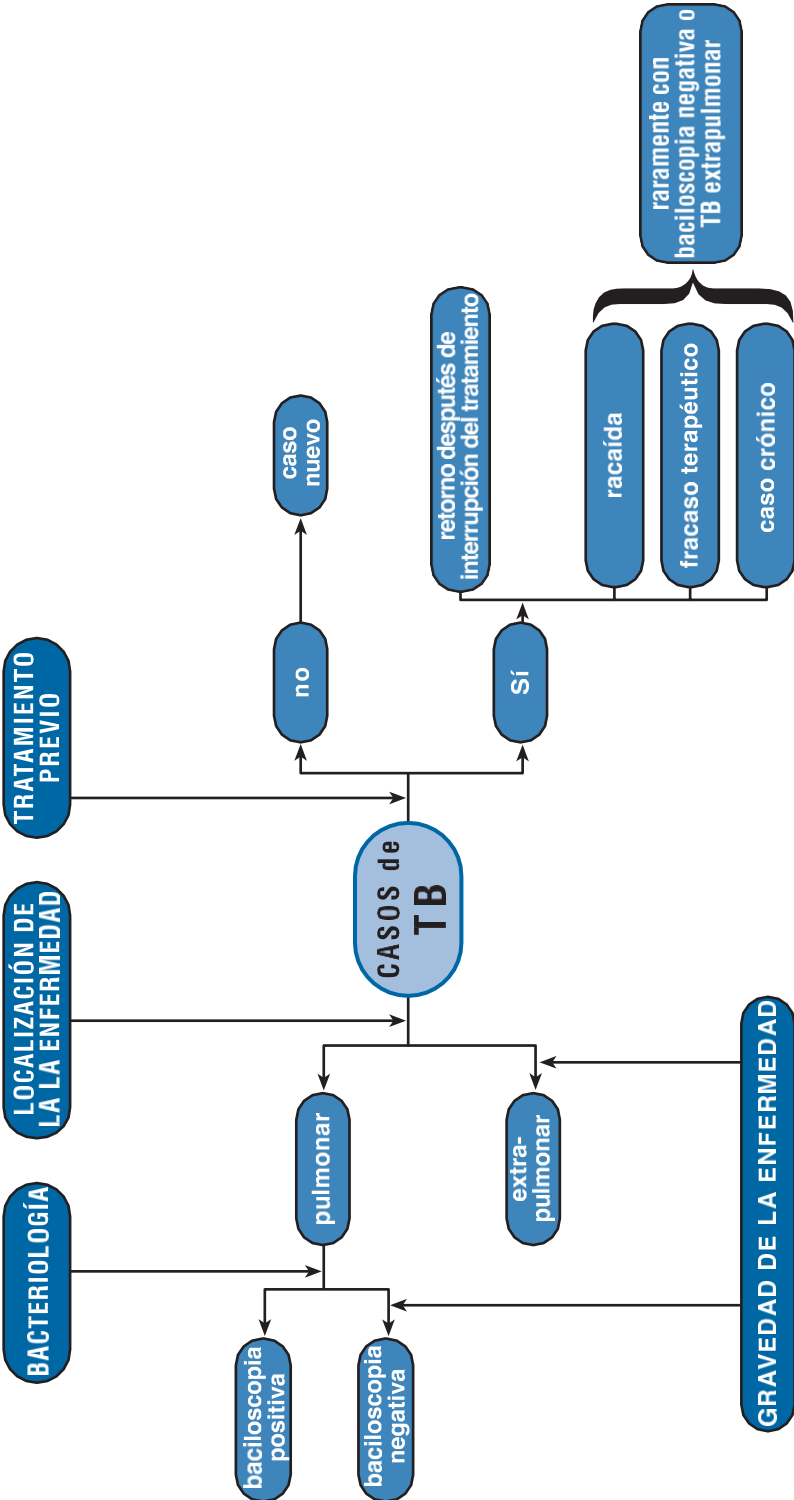 BACTERIOLOGÍA
LOCALIZACIÓN DE
LA LA ENFERMEDAD
TRATAMIENTO
PREVIO
baciloscopia
positiva
baciloscopia
negativa
pulmonar
extra-
pulmonar
CASOS de
TB
no
caso
nuevo
Sí
retorno desputés de
interrupción del tratamiento
racaída
fracaso terapéutico
caso crónico
raramente con
baciloscopia negativa o
TB extrapulmonar
GRAVEDAD DE LA ENFERMEDAD